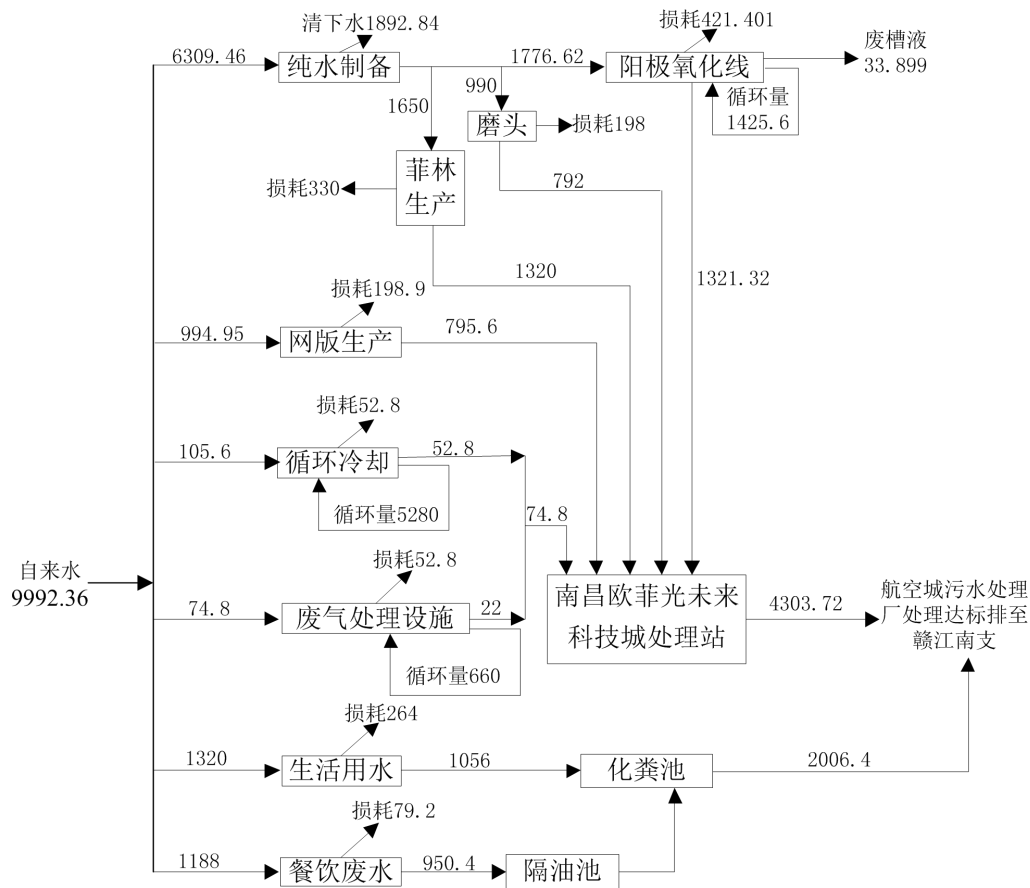 清下水1892.84
损耗421.401
废槽液
33.899
6309.46
纯水制备
1776.62
阳极氧化线
循环量
1425.6
1650
990
磨头
损耗198
菲林
生产
损耗330
792
1320
1321.32
损耗198.9
994.95
网版生产
795.6
损耗52.8
105.6
循环冷却
52.8
循环量5280
74.8
自来水
9992.36
损耗52.8
74.8
废气处理设施
22
循环量660
南昌欧菲光未来
科技城处理站
4303.72
航空城污水处理
厂处理达标排至
赣江南支
损耗264
1320
生活用水
1056
化粪池
2006.4
损耗79.2
1188
餐饮废水
950.4
隔油池